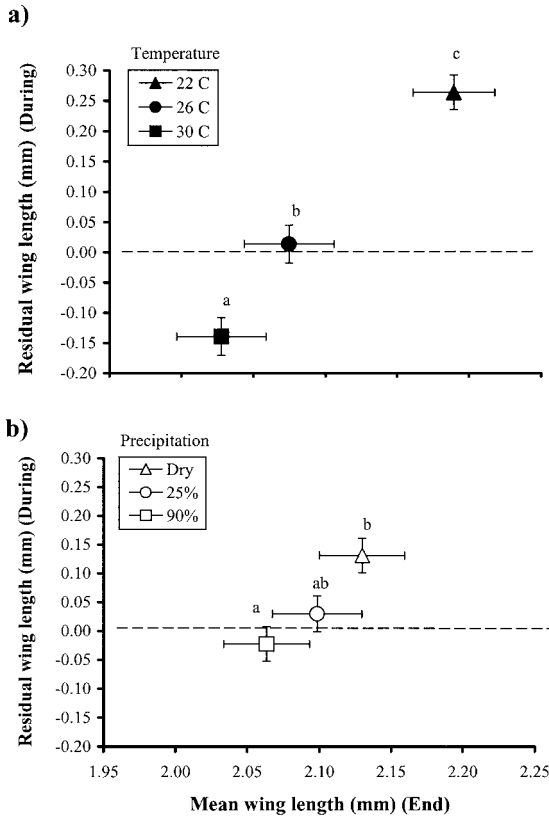 a)
Temperature
22 C
26 C
30 C
c
b
a
0.30
0.25
0.20
0.15
0.10
0.05
0.00
-0.05
-0.10
-0.15
-0.20
Residual wing length (mm) (During)
b)
Precipitation
Dry
25%
90%
b
ab
a
0.30
0.25
0.20
0.15
0.10
0.05
0.00
-0.05
-0.10
-0.15
-0.20
Residual wing length (mm) (During)
1.95 2.00 2.05 2.10 2.15 2.20 2.25
Mean wing length (mm) (End)